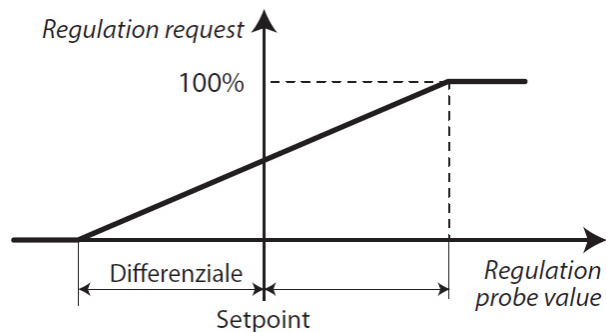 Regulation request
100%
Differenziale
Regulation
probe value
Setpoint